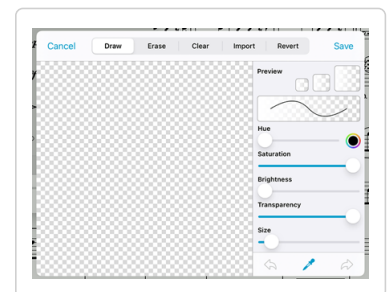 Cancel Draw Erase Clear Import Revert Save
Preview
Hue
Saturation
Brightness
Transparency
Size